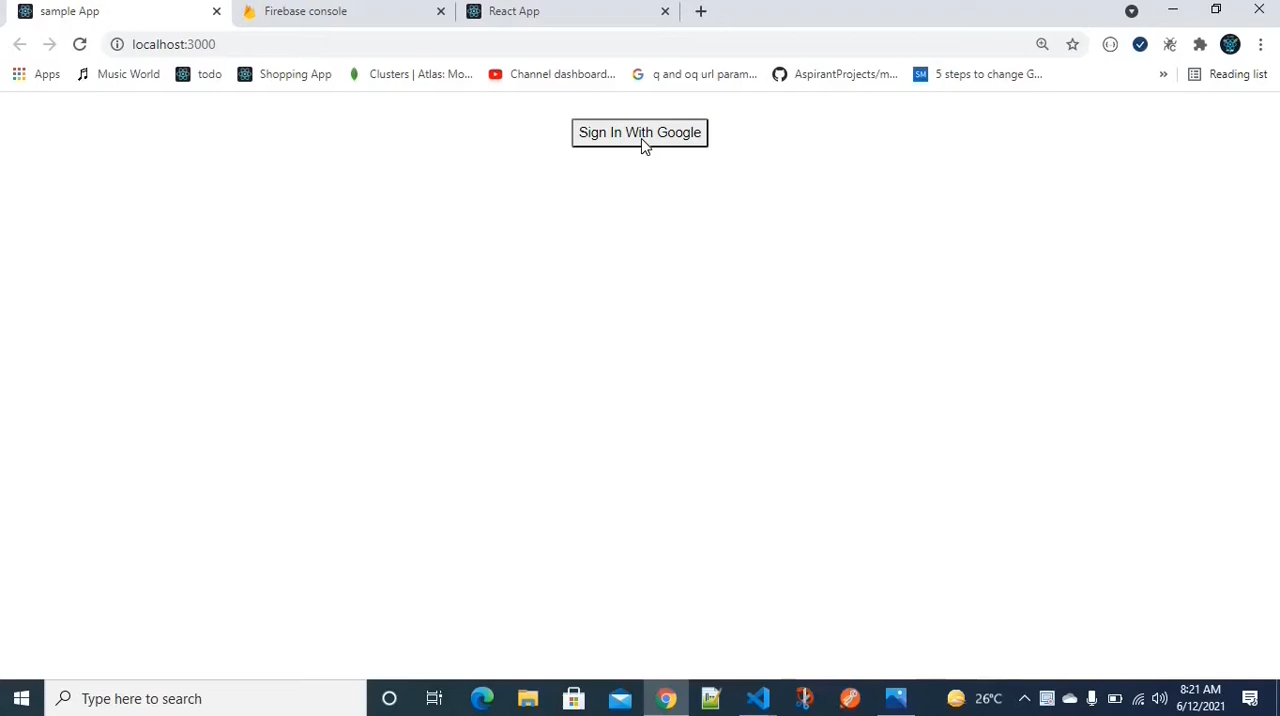 sample App
Firebase console
React App
localhost:3000
Apps
Music World
todo
Shopping App
Clusters | Atlas: Mo...
Channel dashboard...
q and oq url param...
AspirantProjects/m...
SM
5 steps to change G...
»
Reading list
Sign In With Google
Type here to search
26°C
8:21 AM
6/12/2021